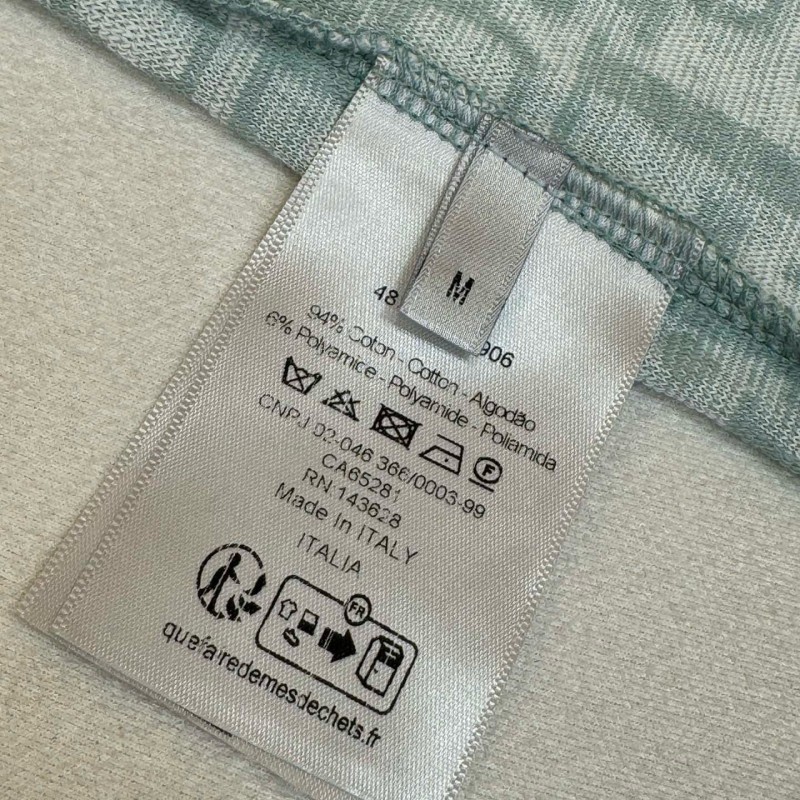 M
48
906
94% Coton - Cotton - Algodão
6% Polyamice - Polyamide - Poliamida
F
CNPJ 02-046 366/0003-99
CA65281
RN 143628
Made In ITALY
ITALIA
FR
quefairedemesdechets.fr